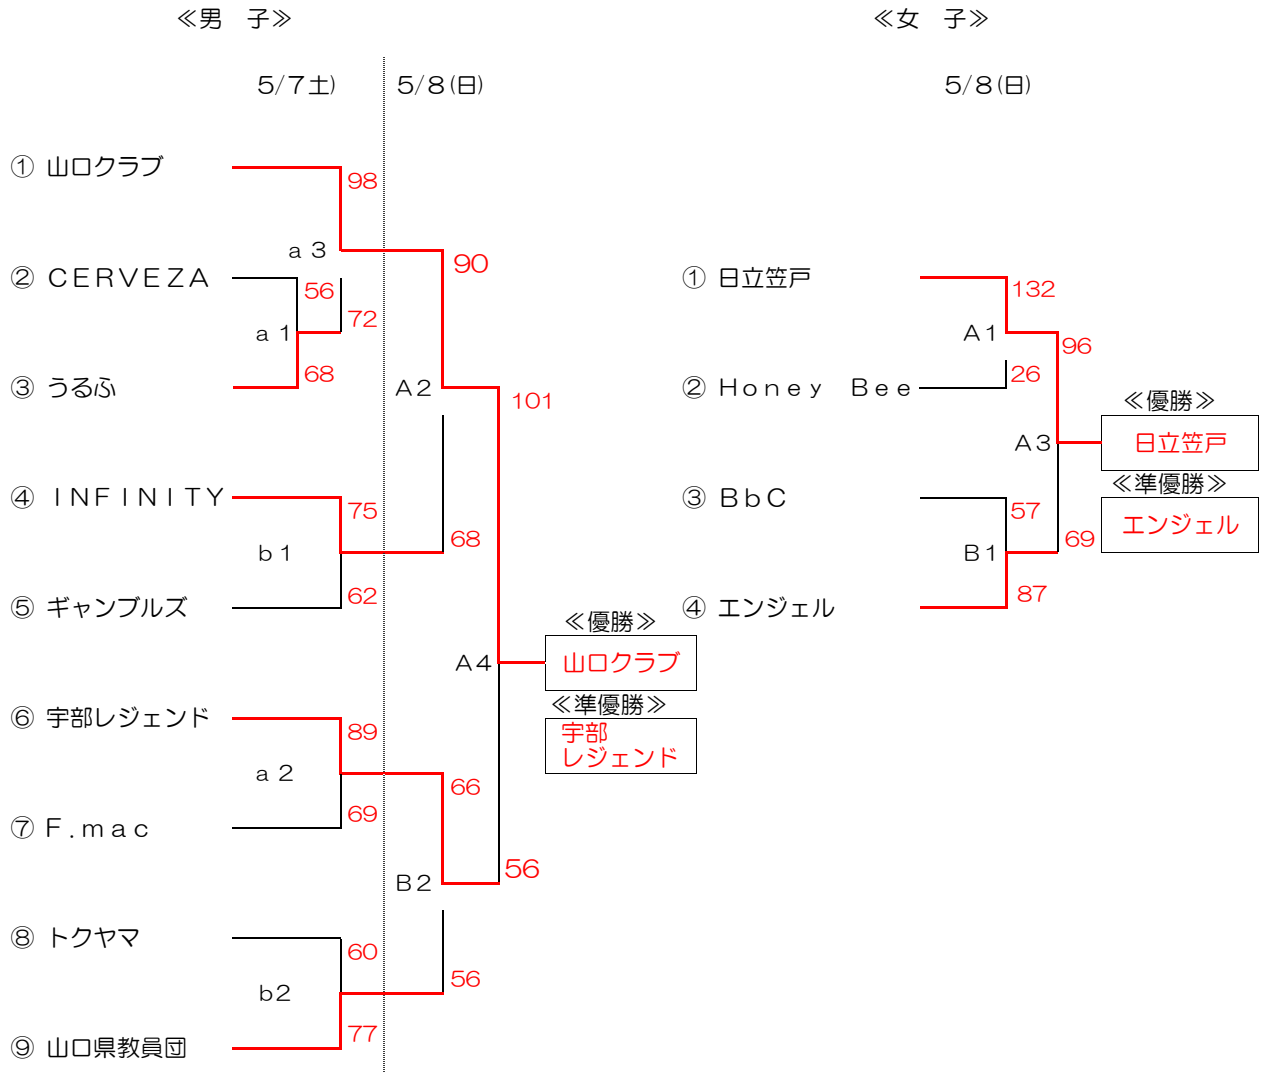 ≪男　子≫
5/7土)
5/8(日)
① 山口クラブ
98
a 3
90
② ＣＥＲＶＥＺＡ
56
72
a 1
③ うるふ
68
A2
101
④ ＩＮＦＩＮＩＴＹ
75
b 1
68
⑤ ギャンブルズ
62
≪優勝≫
A4
山口クラブ
≪準優勝≫
宇部
レジェンド
⑥ 宇部レジェンド
89
a 2
66
⑦ Ｆ.ｍａｃ
69
56
B2
⑧ トクヤマ
60
b2
56
⑨ 山口県教員団
77
≪女　子≫
5/8(日)
① 日立笠戸
132
A1
96
② Ｈｏｎｅｙ　Ｂｅｅ
26
≪優勝≫
A3
日立笠戸
≪準優勝≫
エンジェル
③ ＢｂＣ
57
B1
69
④ エンジェル
87